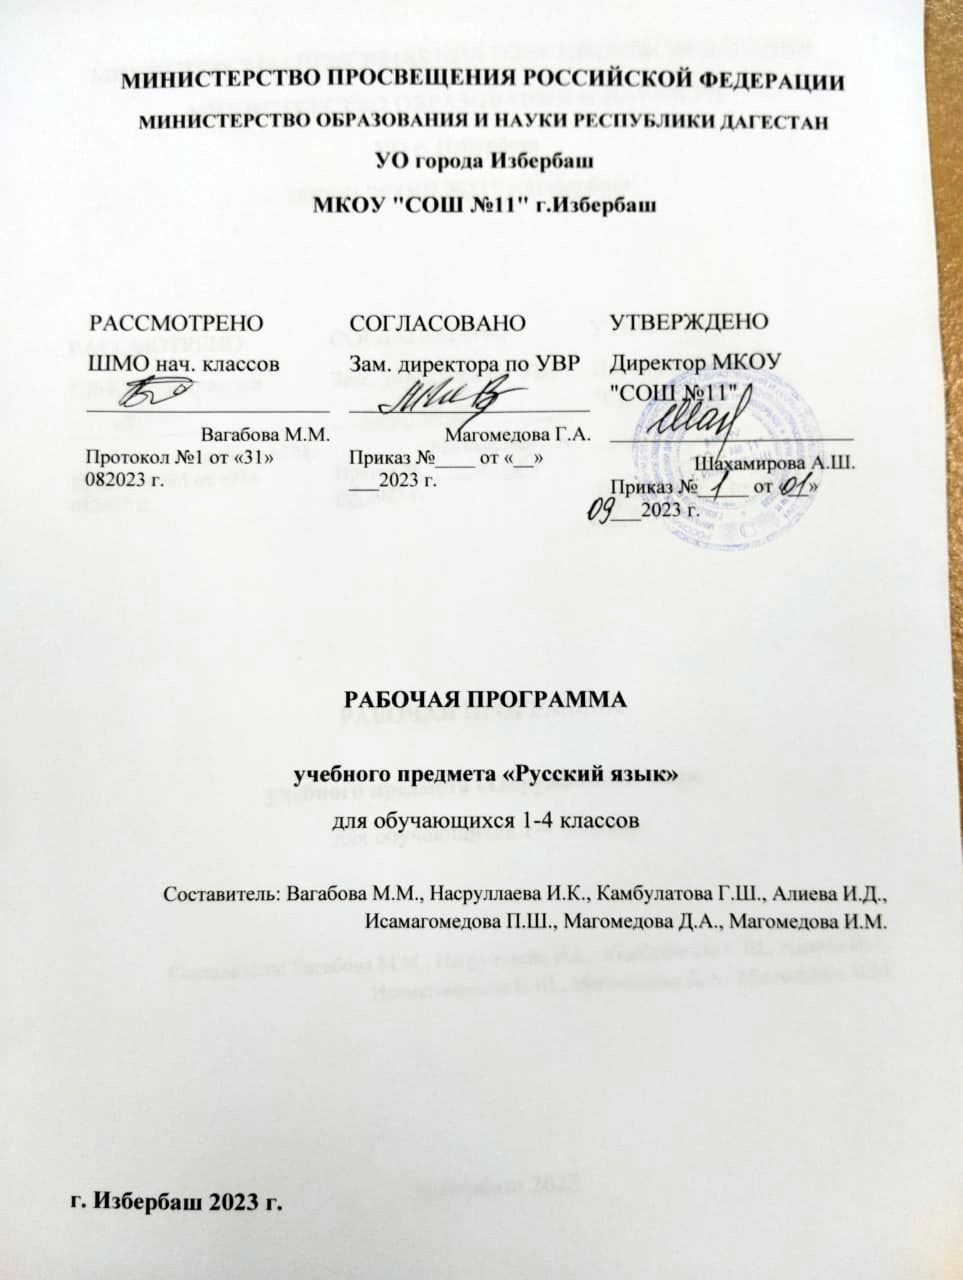 МИНИСТЕРСТВО ПРОСВЕЩЕНИЯ РОССИЙСКОЙ ФЕДЕРАЦИИ
МИНИСТЕРСТВО ОБРАЗОВАНИЯ И НАУКИ РЕСПУБЛИКИ ДАГЕСТАН
УО города Избербаш
МКОУ "СОШ №11" г.Избербаш
РАССМОТРЕНО
ШМО нач. классов
Вагабова М.М.
Протокол №1 от «31»
082023 г.
СОГЛАСОВАНО
Зам. директора по УВР
Магомедова Г.А.
Приказ №____ от «__»
___2023 г.
УТВЕРЖДЕНО
Директор МКОУ
"СОШ №11"
Шахамирова А.Ш.
Приказ № 1 от «01»
09___2023 г.
РАБОЧАЯ ПРОГРАММА
учебного предмета «Русский язык»
для обучающихся 1-4 классов
Составитель: Вагабова М.М., Насруллаева И.К., Камбулатова Г.Ш., Алиева И.Д.,
Исамагомедова П.Ш., Магомедова Д.А., Магомедова И.М.
г. Избербаш 2023 г.